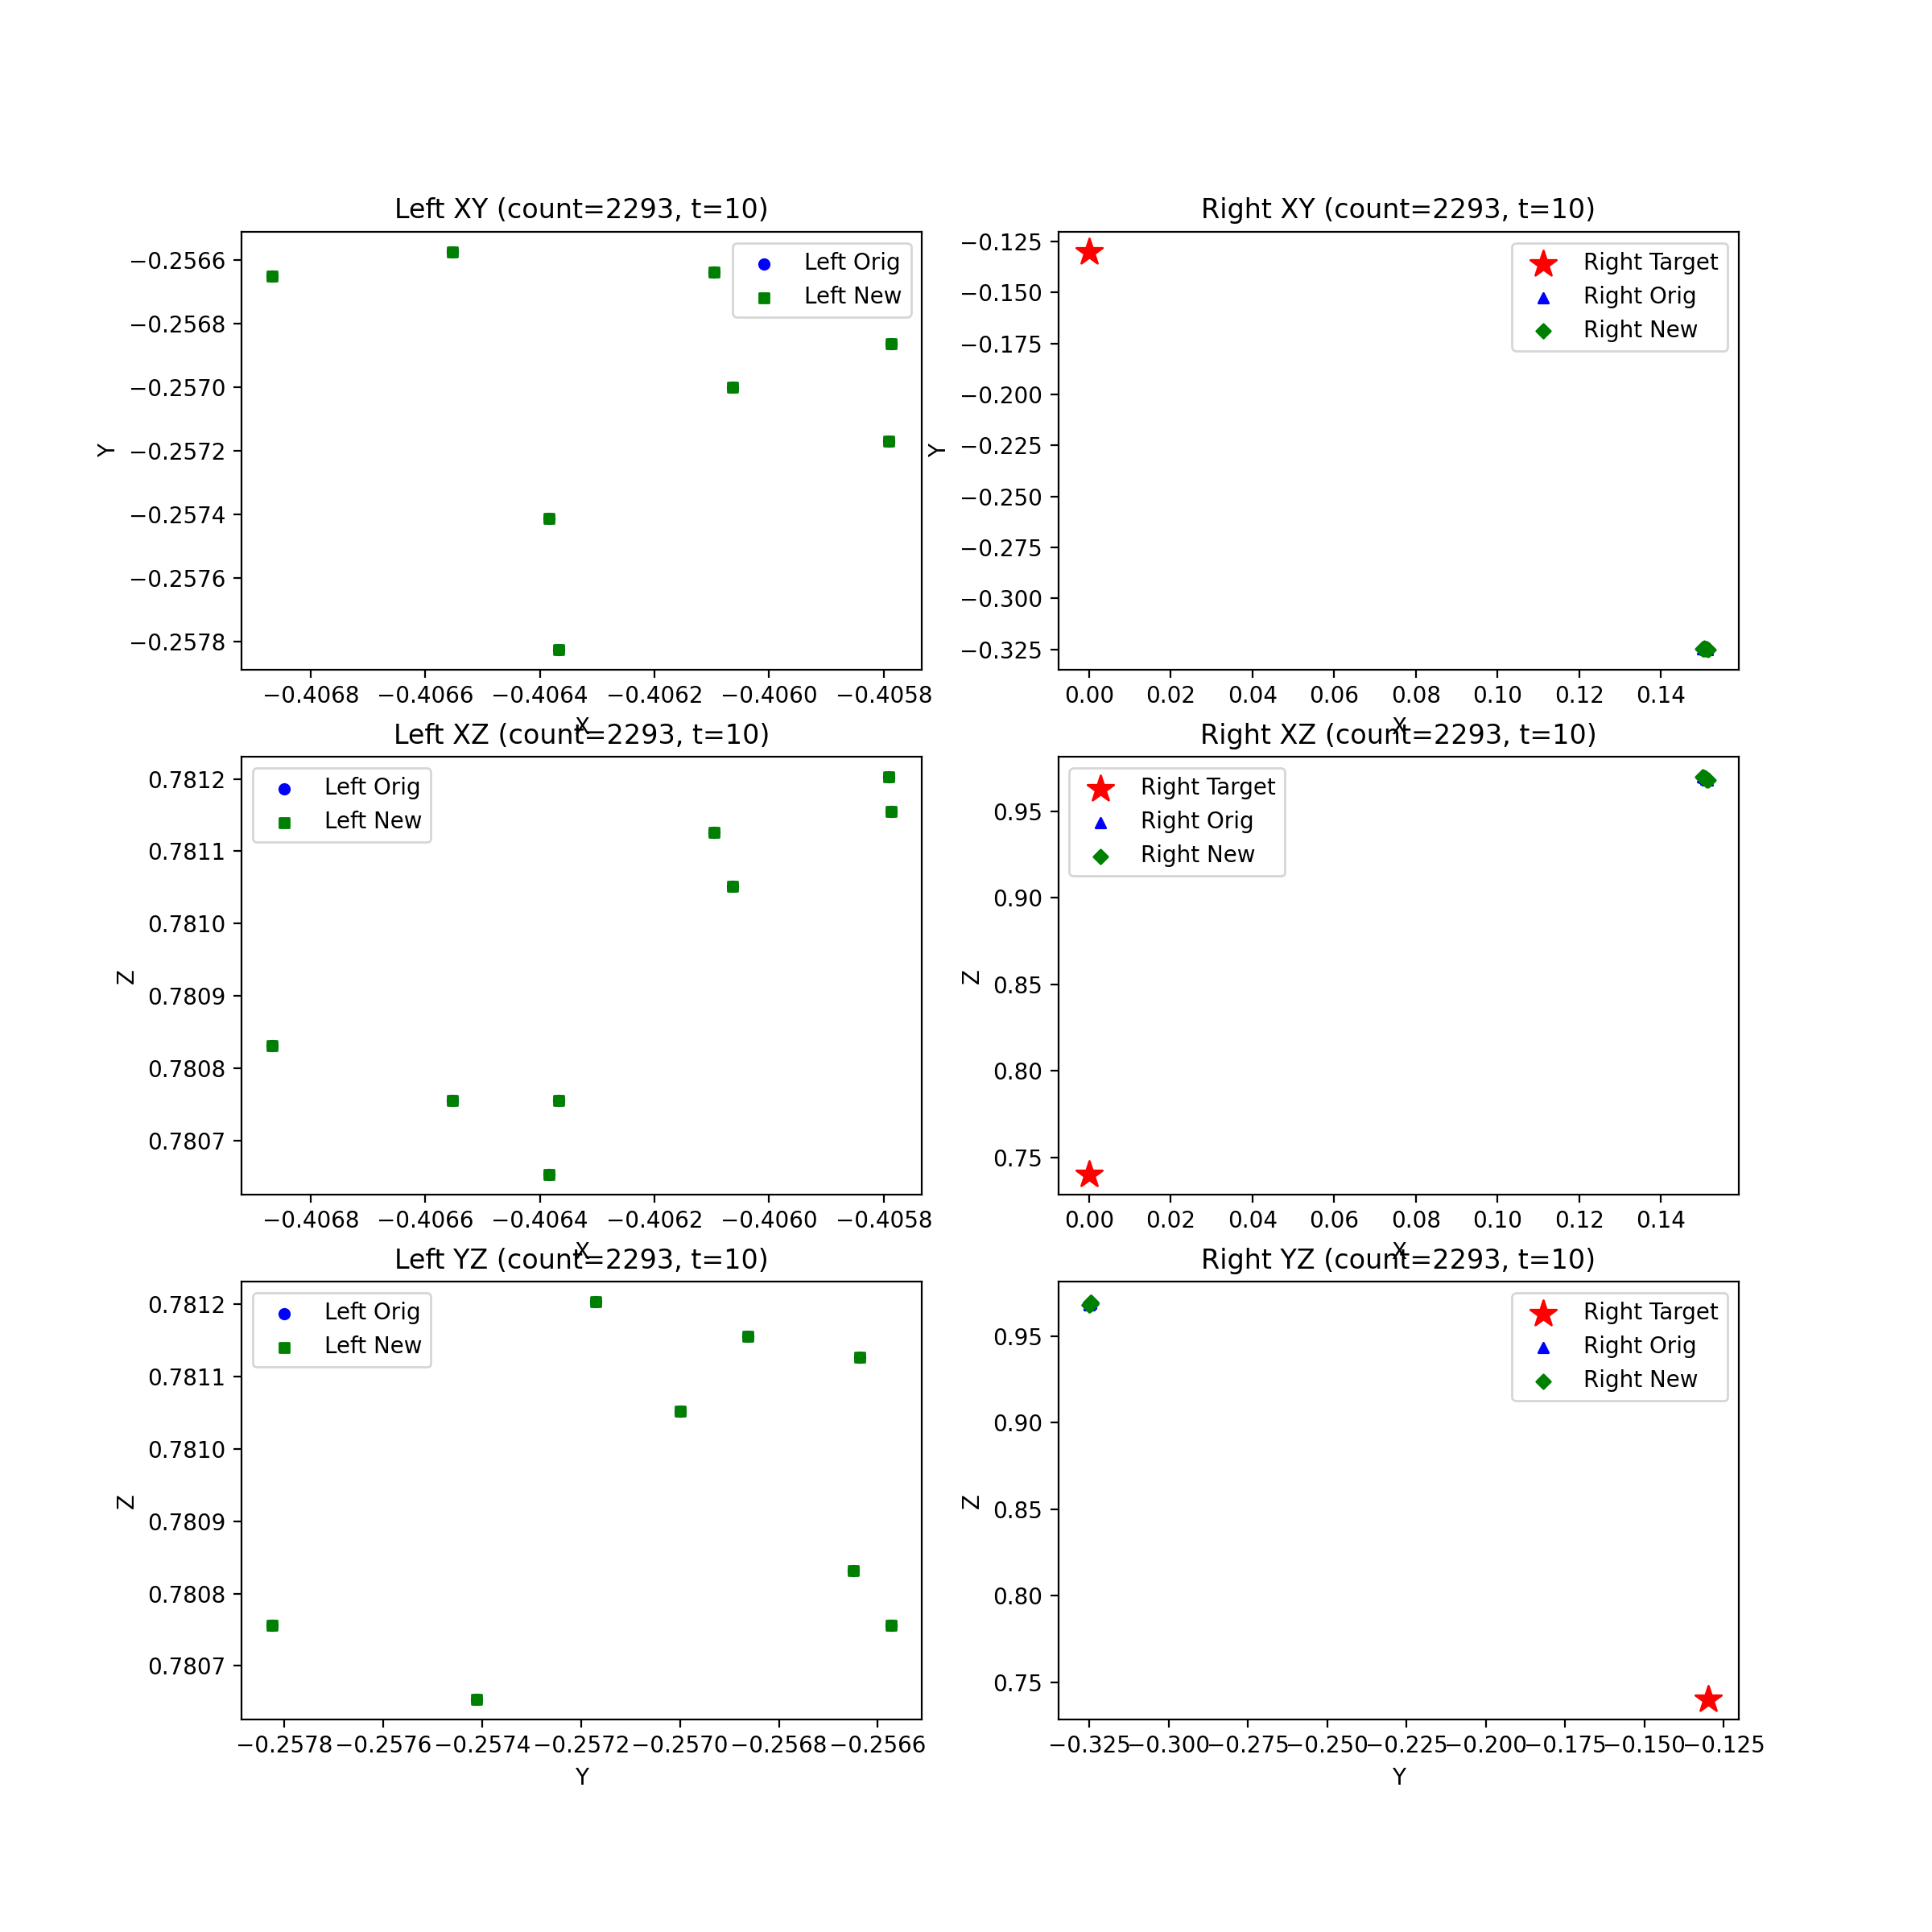 Left XY (count=2293, t=10)
−0.2566
−0.2568
−0.2570
−0.2572
−0.2574
−0.2576
−0.2578
Y
Left Orig
Left New
−0.4068 −0.4066 −0.4064 −0.4062 −0.4060 −0.4058
X
Right XY (count=2293, t=10)
−0.125
−0.150
−0.175
−0.200
−0.225
−0.250
−0.275
−0.300
−0.325
Y
Right Target
Right Orig
Right New
0.00 0.02 0.04 0.06 0.08 0.10 0.12 0.14
X
Left XZ (count=2293, t=10)
0.7812
0.7811
0.7810
0.7809
0.7808
0.7807
Z
Left Orig
Left New
−0.4068 −0.4066 −0.4064 −0.4062 −0.4060 −0.4058
X
Right XZ (count=2293, t=10)
0.95
0.90
0.85
0.80
0.75
Z
Right Target
Right Orig
Right New
0.00 0.02 0.04 0.06 0.08 0.10 0.12 0.14
X
Left YZ (count=2293, t=10)
0.7812
0.7811
0.7810
0.7809
0.7808
0.7807
Z
Left Orig
Left New
−0.2578 −0.2576 −0.2574 −0.2572 −0.2570 −0.2568 −0.2566
Y
Right YZ (count=2293, t=10)
0.95
0.90
0.85
0.80
0.75
Z
Right Target
Right Orig
Right New
−0.325 −0.300 −0.275 −0.250 −0.225 −0.200 −0.175 −0.150 −0.125
Y